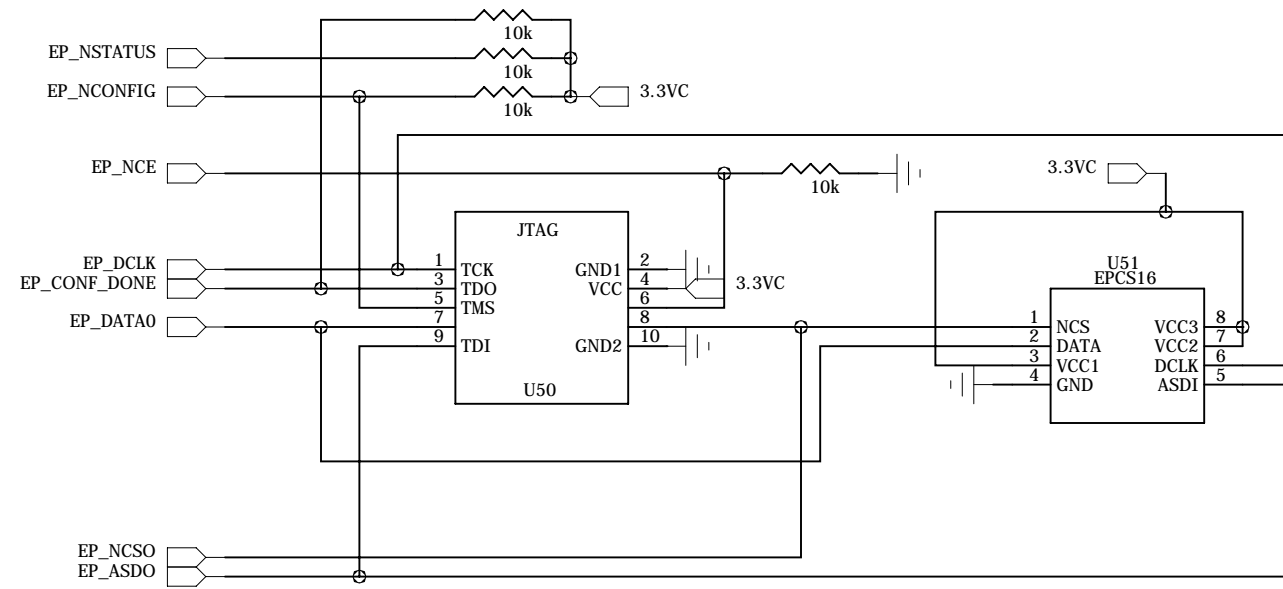 10k
EP_NSTATUS
10k
EP_NCONFIG
3.3VC
10k
EP_NCE
3.3VC
10k
JTAG
EP_DCLK
1 TCK GND1 2
U51
EP_CONF_DONE
3 TDO VCC 4
3.3VC
EPCS16
5 TMS 6
EP_DATA0
7 8
1 NCS VCC3 8
9 TDI GND2 10
2 DATA VCC2 7
3 VCC1 DCLK 6
4 GND ASDI 5
U50
EP_NCSO
EP_ASDO